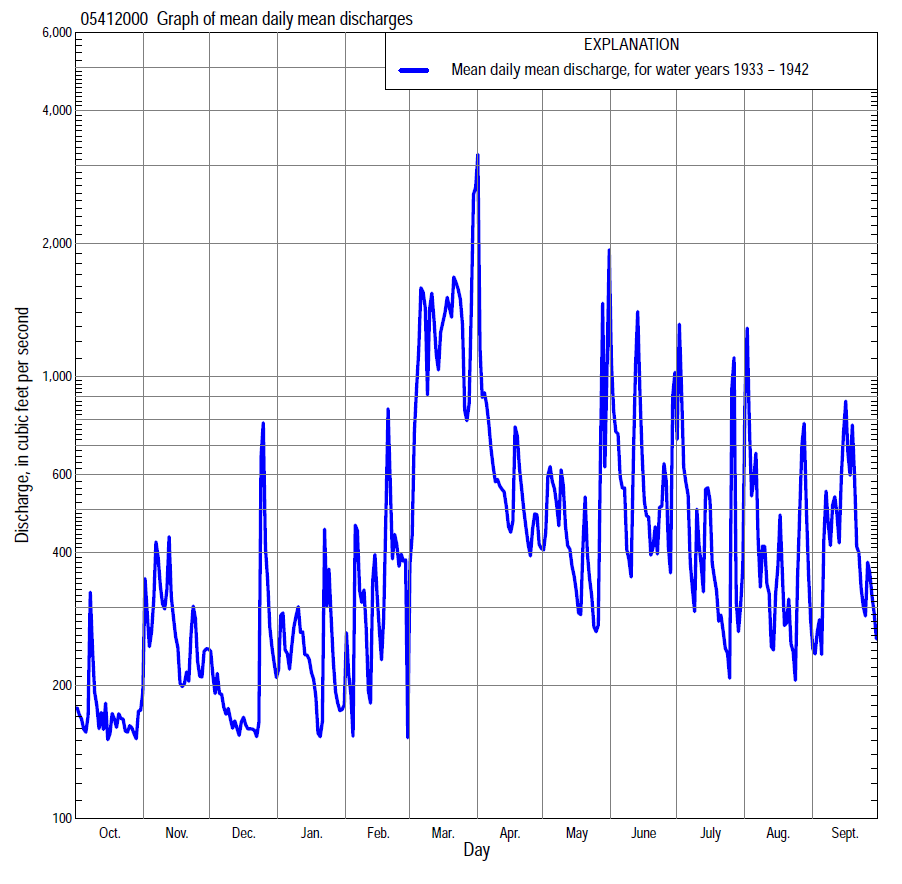 05412000 Graph of mean daily mean discharges
EXPLANATION
Mean daily mean discharge, for water years 1933 – 1942
Discharge, in cubic feet per second
6,000
4,000
2,000
1,000
600
400
200
100
Oct. Nov. Dec. Jan. Feb. Mar. Apr. May June July Aug. Sept.
Day